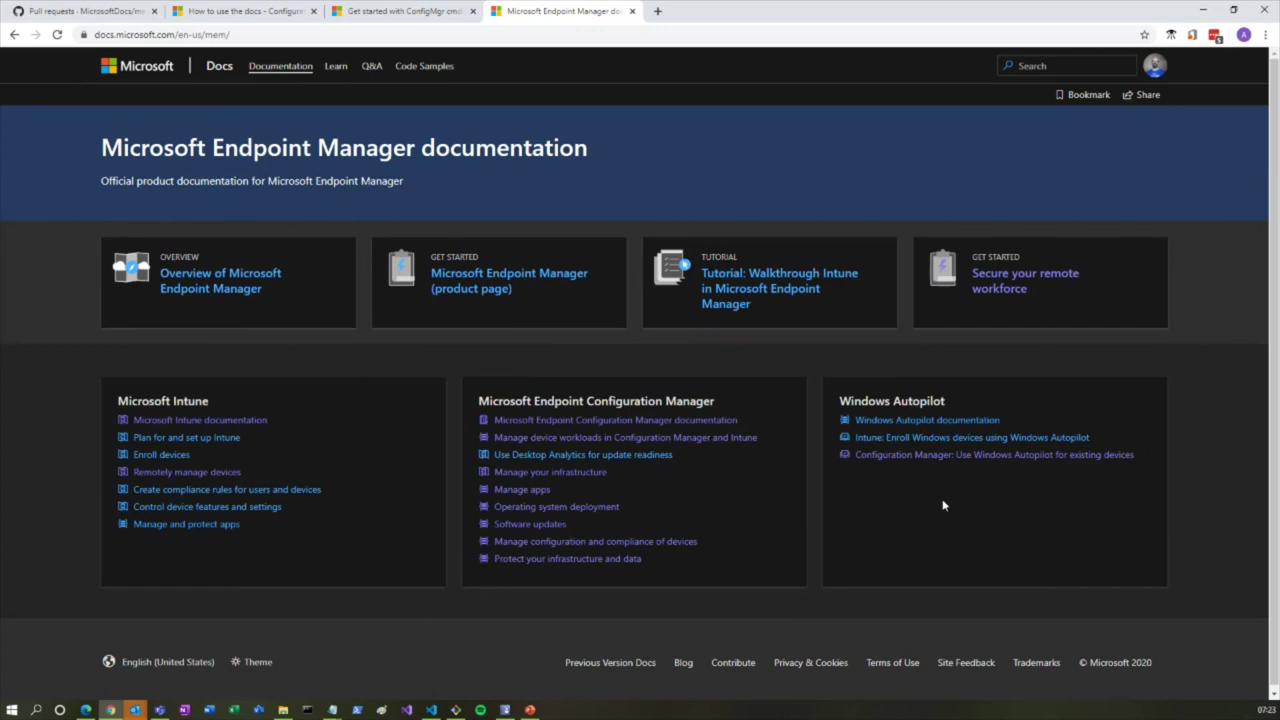 Pull requests · MicrosoftDocs/me
How to use the docs - Configurat
Get started with ConfigMgr cmdl
Microsoft Endpoint Manager doc
docs.microsoft.com/en-us/mem/
A
Microsoft
Docs
Documentation
Learn
Q&A
Code Samples
Search
Bookmark
Share
Microsoft Endpoint Manager documentation
Official product documentation for Microsoft Endpoint Manager
OVERVIEW
Overview of Microsoft
Endpoint Manager
GET STARTED
Microsoft Endpoint Manager
(product page)
TUTORIAL
Tutorial: Walkthrough Intune
in Microsoft Endpoint
Manager
GET STARTED
Secure your remote
workforce
Microsoft Intune
Microsoft Intune documentation
Plan for and set up Intune
Enroll devices
Remotely manage devices
Create compliance rules for users and devices
Control device features and settings
Manage and protect apps
Microsoft Endpoint Configuration Manager
Microsoft Endpoint Configuration Manager documentation
Manage device workloads in Configuration Manager and Intune
Use Desktop Analytics for update readiness
Manage your infrastructure
Manage apps
Operating system deployment
Software updates
Manage configuration and compliance of devices
Protect your infrastructure and data
Windows Autopilot
Windows Autopilot documentation
Intune: Enroll Windows devices using Windows Autopilot
Configuration Manager: Use Windows Autopilot for existing devices
English (United States)
Theme
Previous Version Docs
Blog
Contribute
Privacy & Cookies
Terms of Use
Site Feedback
Trademarks
© Microsoft 2020
07:23